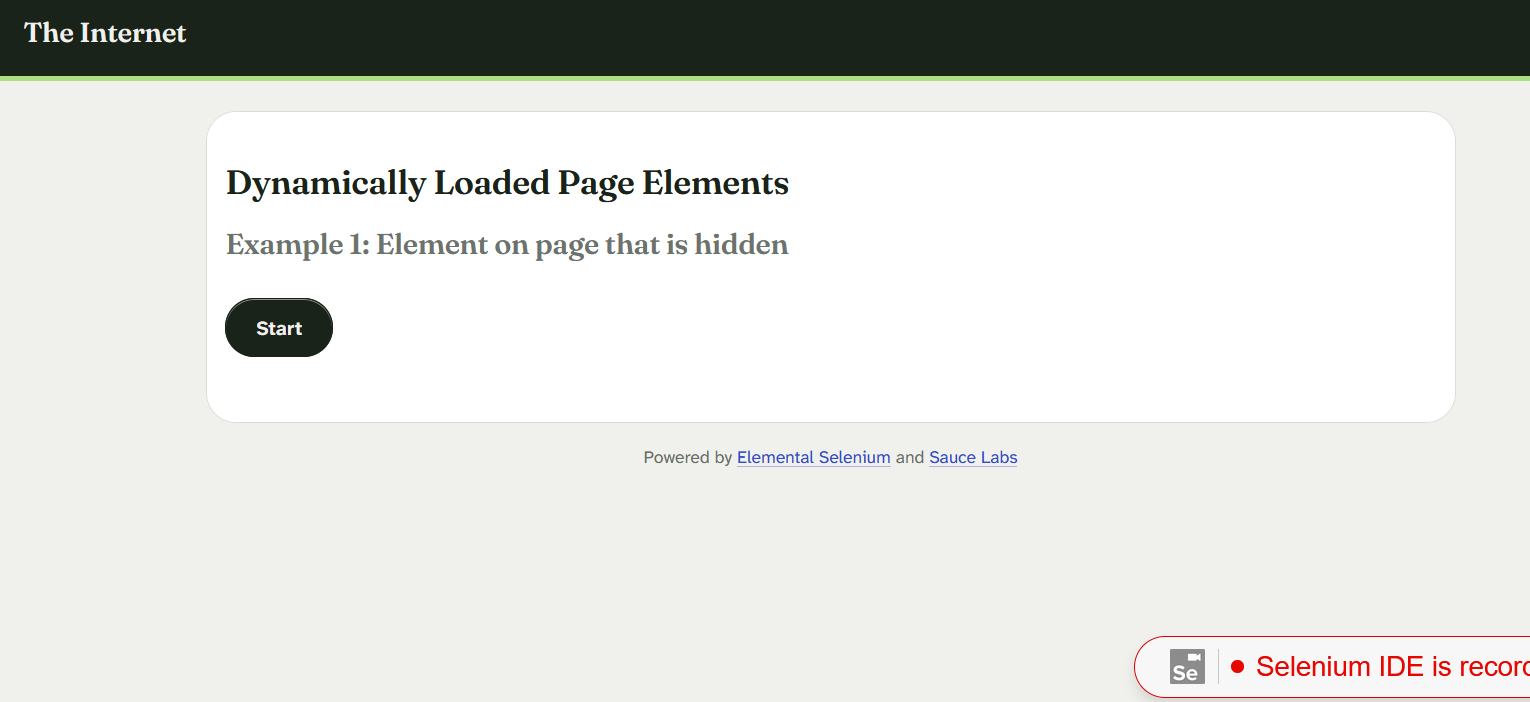 The Internet
Dynamically Loaded Page Elements
Example 1: Element on page that is hidden
Start
Powered by Elemental Selenium and Sauce Labs
Se
Selenium IDE is